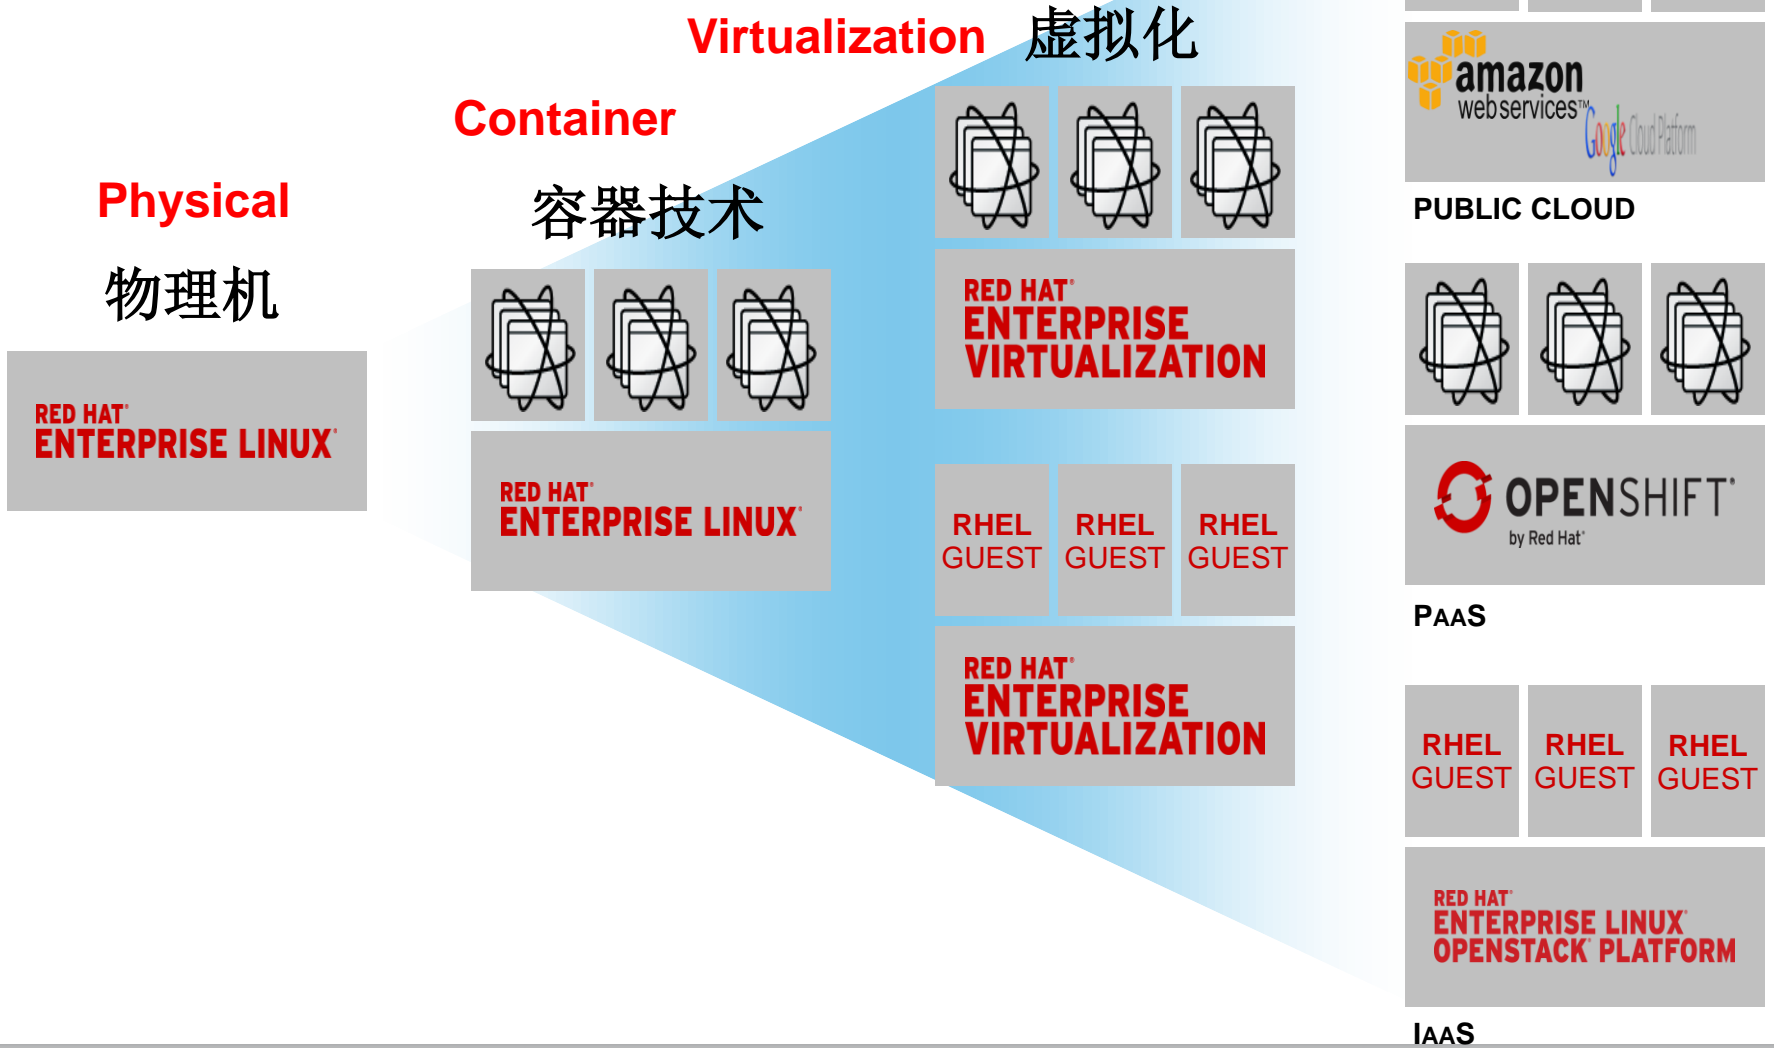 Physical
物理机
RED HAT®
ENTERPRISE LINUX®
Container
容器技术
RED HAT®
ENTERPRISE LINUX®
Virtualization 虚拟化
RED HAT®
ENTERPRISE
VIRTUALIZATION
RHEL GUEST
RHEL GUEST
RHEL GUEST
RED HAT®
ENTERPRISE
VIRTUALIZATION
amazon
webservices™
Google Cloud Platform
PUBLIC CLOUD
OPENSHIFT®
by Red Hat®
PAAS
RHEL GUEST
RHEL GUEST
RHEL GUEST
RED HAT®
ENTERPRISE LINUX®
OPENSTACK® PLATFORM
IAAS